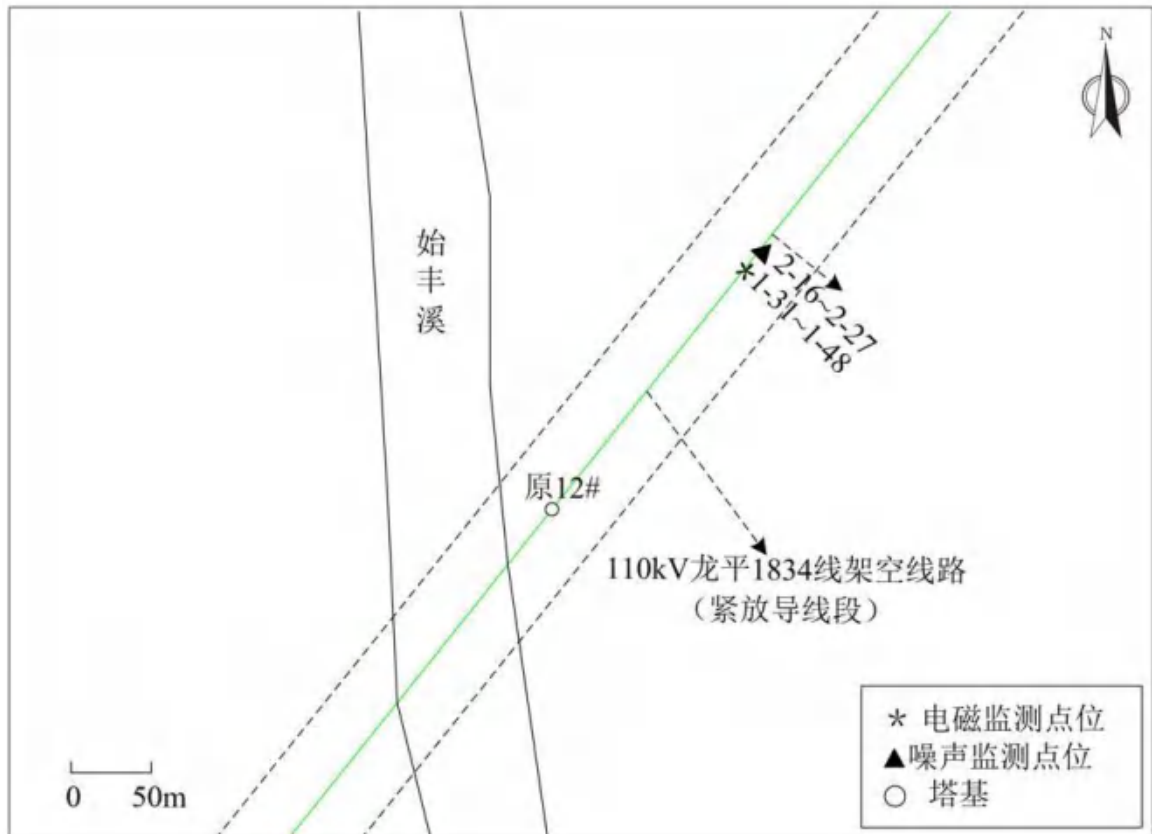 N
始丰溪
2-16~2-27
1-31~1-48
原12#
110kV龙平1834线架空线路
（紧放导线段）
电磁监测点位
噪声监测点位
塔基
0 50m